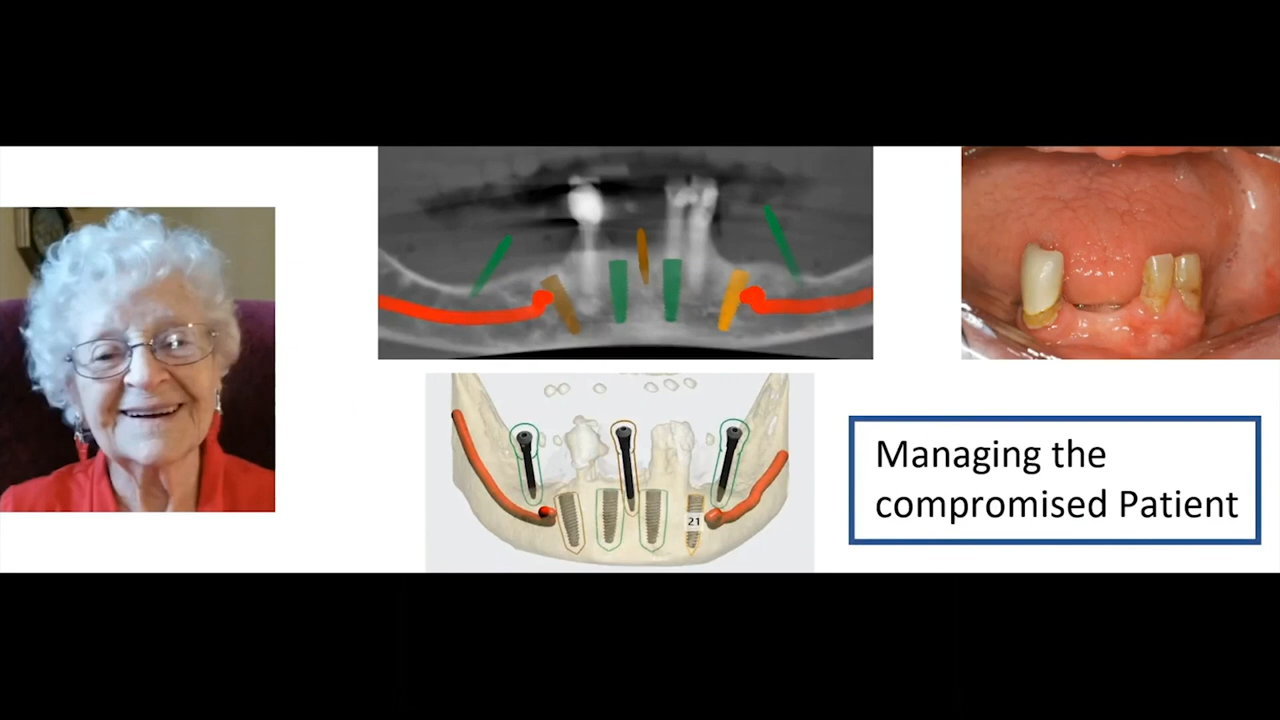 21
Managing the
compromised Patient